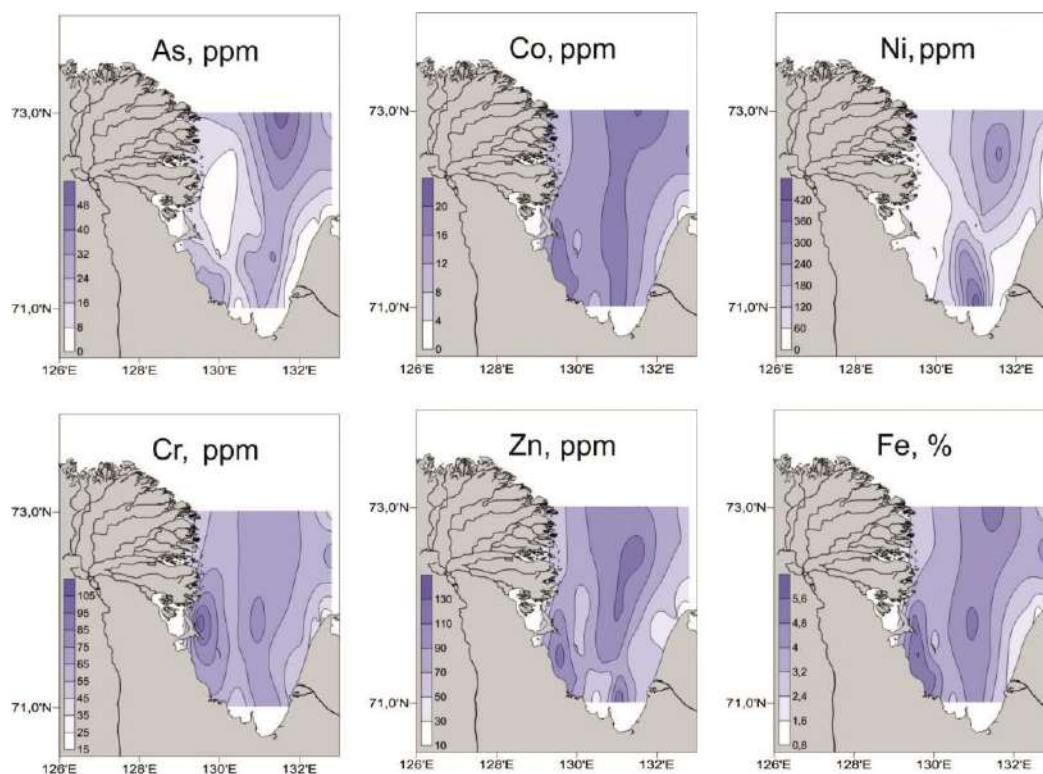 As, ppm
73,0°N
48
40
32
24
16
8
0
71,0°N
126°E 128°E 130°E 132°E
Co, ppm
73,0°N
20
16
12
8
4
0
71,0°N
126°E 128°E 130°E 132°E
Ni, ppm
73,0°N
420
360
300
240
180
120
60
0
71,0°N
126°E 128°E 130°E 132°E
Cr, ppm
73,0°N
105
95
85
75
65
55
45
35
25
15
71,0°N
126°E 128°E 130°E 132°E
Zn, ppm
73,0°N
130
110
90
70
50
30
10
71,0°N
126°E 128°E 130°E 132°E
Fe, %
73,0°N
5,6
4,8
3,2
2,4
1,6
0,8
71,0°N
126°E 128°E 130°E 132°E